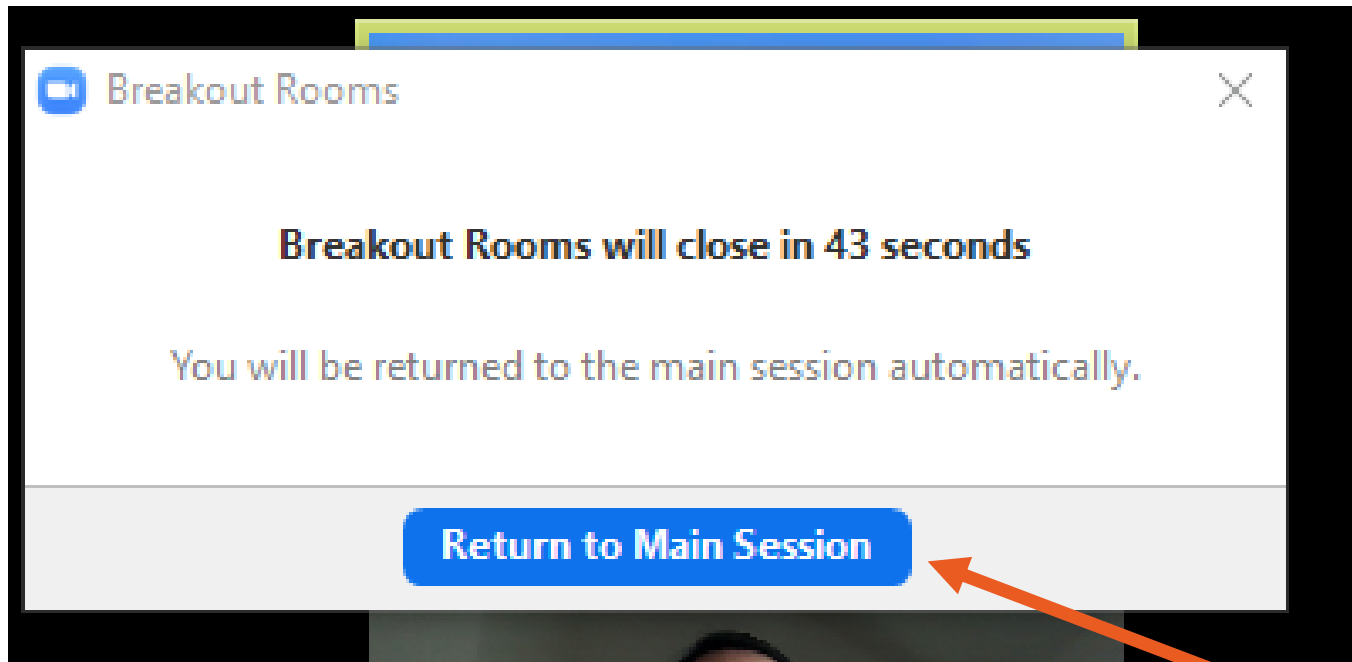 Breakout Rooms
Breakout Rooms will close in 43 seconds
You will be returned to the main session automatically.
Return to Main Session